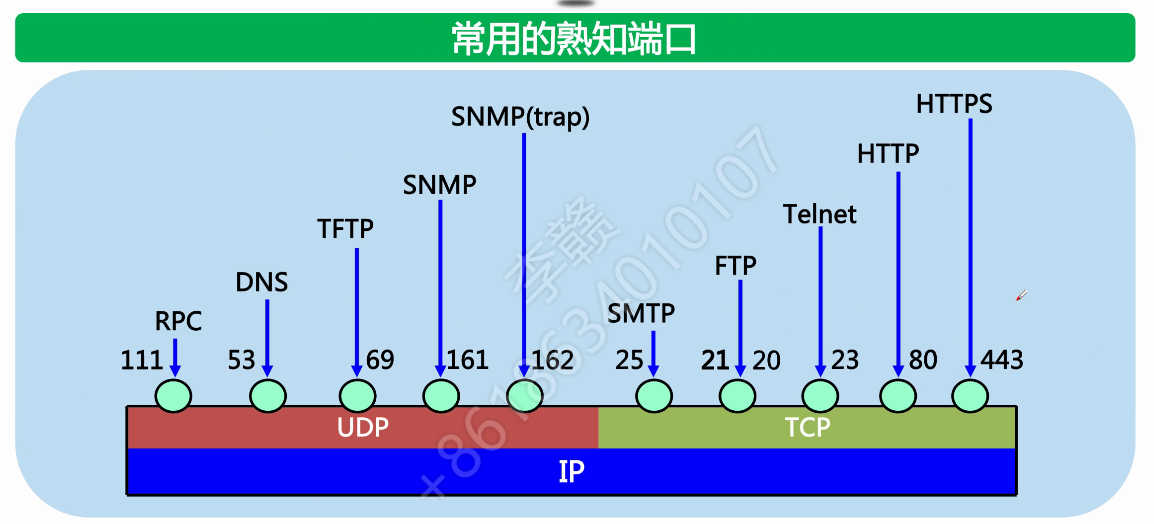 常用的熟知端口
HTTPS
SNMP(trap)
HTTP
SNMP
Telnet
TFTP
FTP
DNS
SMTP
RPC
111 53 69 161 162 25 21 20 23 80 443
UDP TCP
IP
李赣
+8618634010107